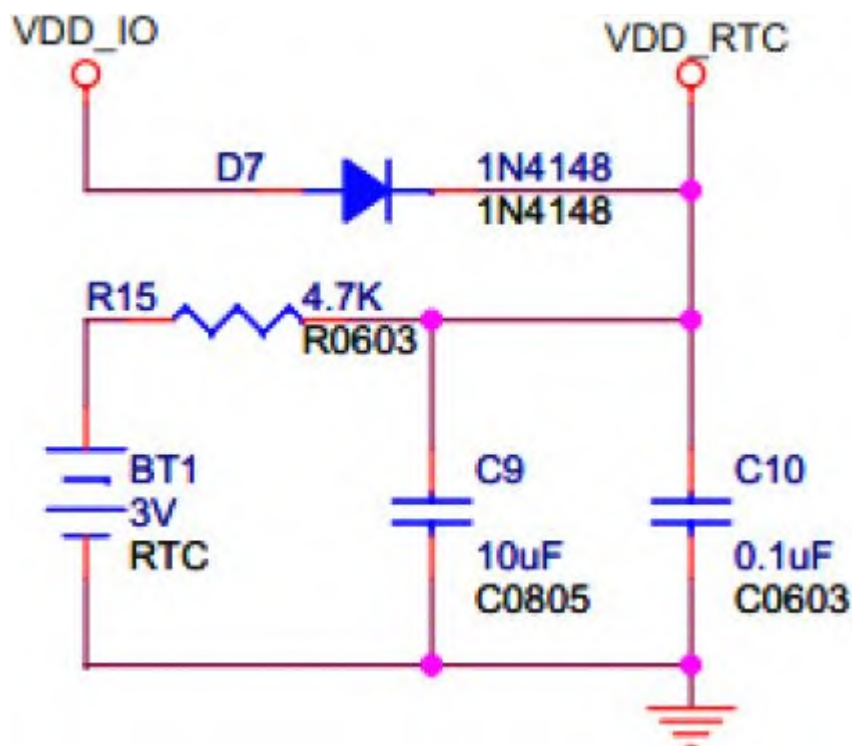 VDD_IO
VDD_RTC
D7
1N4148
1N4148
R15
4.7K
R0603
BT1
3V
RTC
C9
10uF
C0805
C10
0.1uF
C0603